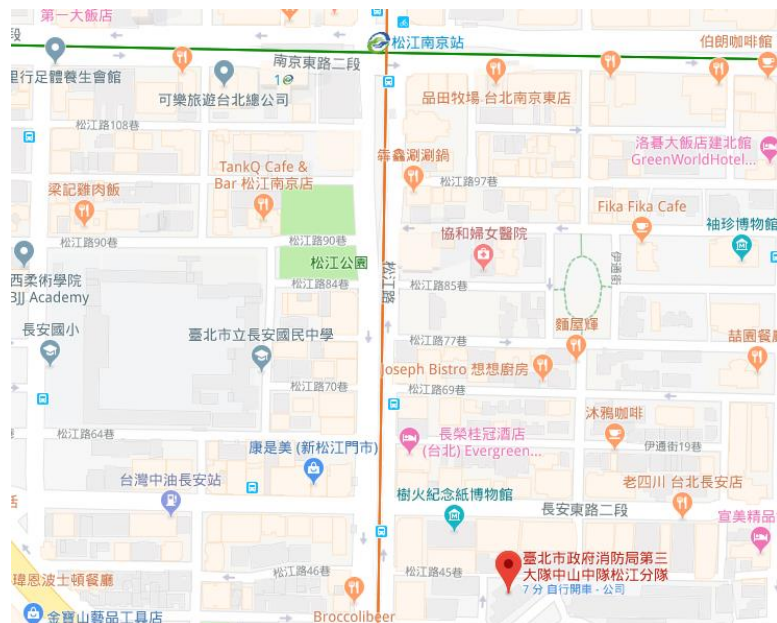 第一大飯店
段
松江南京站
伯朗咖啡館
南京東路二段
里行足體養生會館
1
可樂旅遊台北總公司
品田牧場 台北南京東店
松江路108巷
洛碁大飯店建北館
GreenWorldHotel...
犇鑫涮涮鍋
TankQ Cafe &
Bar 松江南京店
松江路97巷
梁記雞肉飯
Fika Fika Cafe
袖珍博物館
協和婦女醫院
松江路90巷
松江路90巷
伊通街
松江公園
西柔術學院
BJJ Academy
松江路
松江路84巷
松江路85巷
長安國小
臺北市立長安國民中學
麵屋輝
松江路77巷
喆園餐廳
Joseph Bistro 想想廚房
松江路70巷
松江路69巷
沐鴉咖啡
長榮桂冠酒店
(台北) Evergreen...
松江路64巷
伊通街19巷
康是美 (新松江門市)
台灣中油長安站
老四川 台北長安店
樹火紀念紙博物館
長安東路二段
宣美精品
活
臺北市政府消防局第三
大隊中山中隊松江分隊
7 分 自行開車 - 公司
松江路46巷
松江路45巷
瑋恩波士頓餐廳
金寶山藝品工具店
Broccolibeer